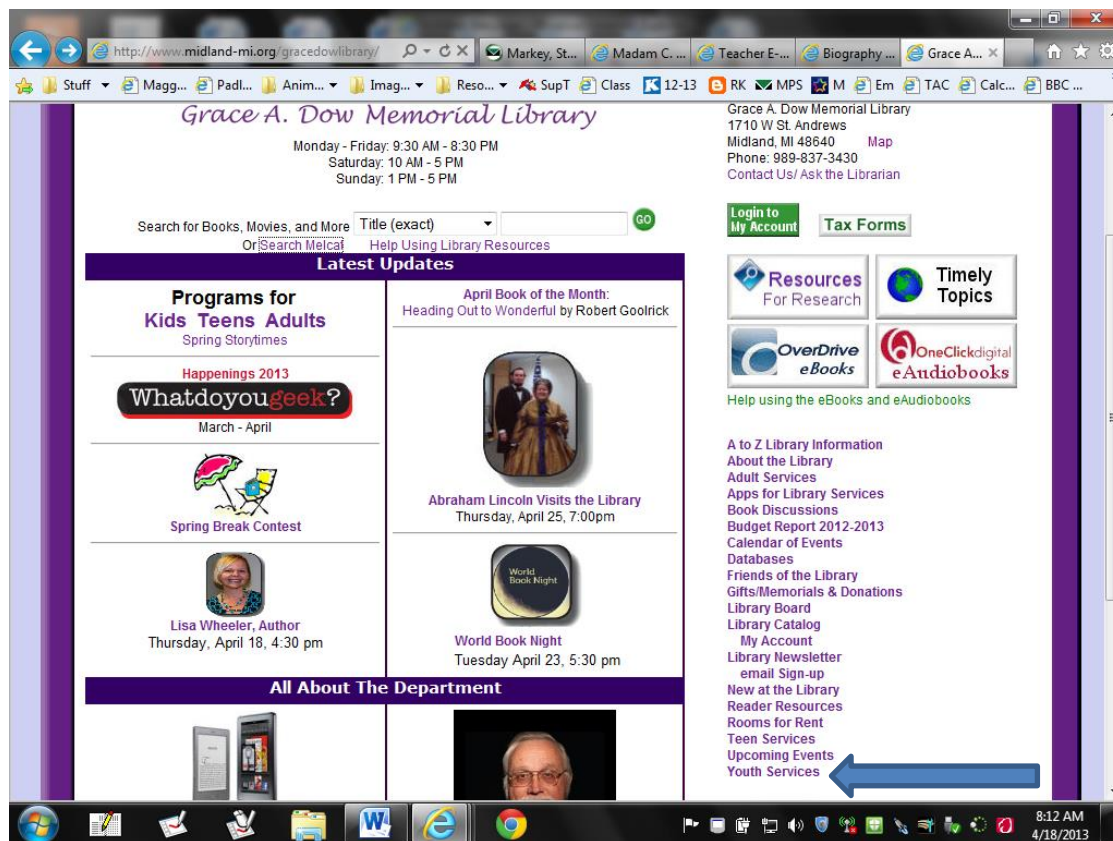 http://www.midland-mi.org/gracedowlibrary/
Markey, St...
Madam C. ...
Teacher E-...
Biography ...
Grace A...
Stuff
Magg...
Padl...
Anim...
Imag...
Reso...
SupT
Class
12-13
RK
MPS
M
Em
TAC
Calc...
BBC ...
Grace A. Dow Memorial Library
Monday - Friday: 9:30 AM - 8:30 PM
Saturday: 10 AM - 5 PM
Sunday: 1 PM - 5 PM
Search for Books, Movies, and More
Title (exact)
GO
Or Search Melcat
Help Using Library Resources
Latest Updates
Programs for
Kids Teens Adults
Spring Storytimes
Happenings 2013
Whatdoyougeek?
March - April
Spring Break Contest
Lisa Wheeler, Author
Thursday, April 18, 4:30 pm
April Book of the Month:
Heading Out to Wonderful by Robert Goolrick
Abraham Lincoln Visits the Library
Thursday, April 25, 7:00pm
World
Book Night
World Book Night
Tuesday April 23, 5:30 pm
All About The Department
Grace A. Dow Memorial Library
1710 W St. Andrews
Midland, MI 48640 Map
Phone: 989-837-3430
Contact Us/ Ask the Librarian
Login to
My Account
Tax Forms
Resources
For Research
Timely
Topics
OverDrive
eBooks
OneClickdigital
eAudiobooks
Help using the eBooks and eAudiobooks
A to Z Library Information
About the Library
Adult Services
Apps for Library Services
Book Discussions
Budget Report 2012-2013
Calendar of Events
Databases
Friends of the Library
Gifts/Memorials & Donations
Library Board
Library Catalog
My Account
Library Newsletter
email Sign-up
New at the Library
Reader Resources
Rooms for Rent
Teen Services
Upcoming Events
Youth Services
8:12 AM
4/18/2013